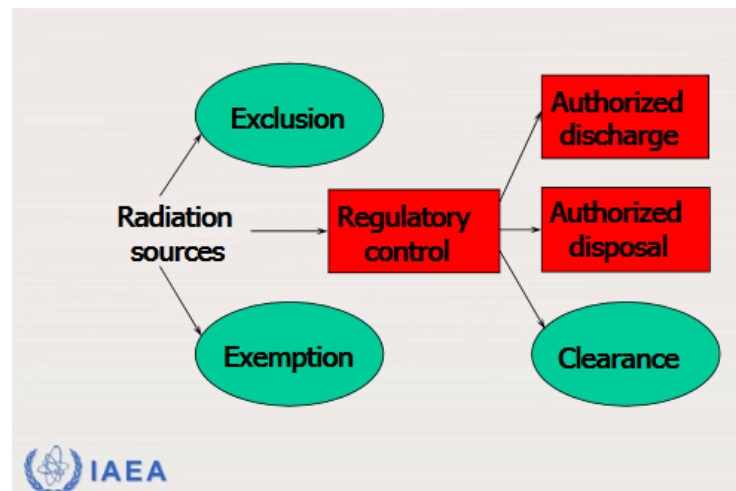 Exclusion
Authorized
discharge
Radiation
sources
Regulatory
control
Authorized
disposal
Exemption
Clearance
IAEA